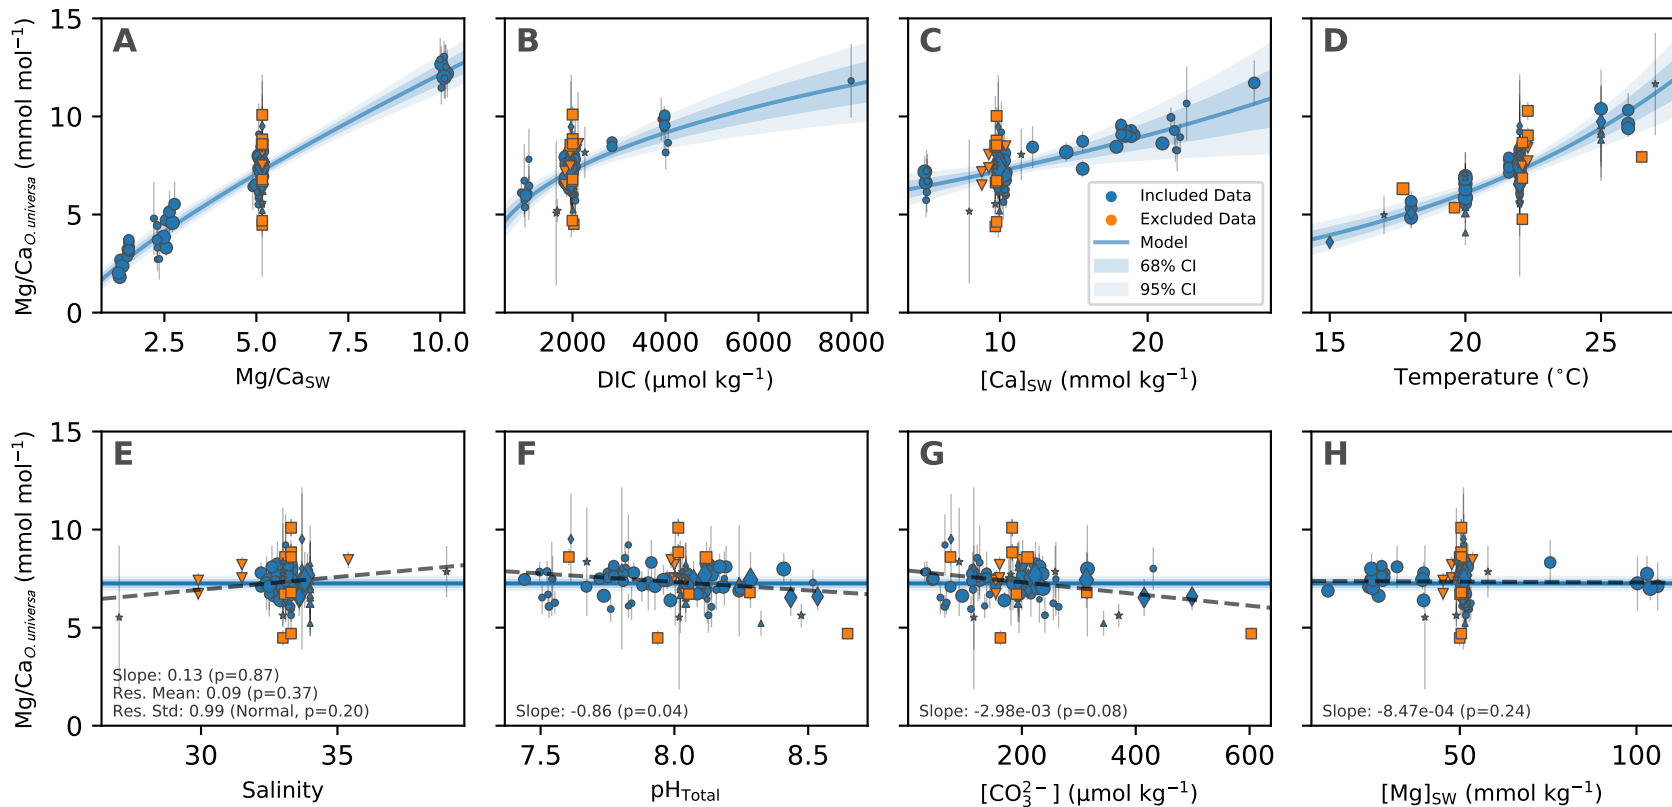 Mg/Ca_O. universa (mmol mol⁻¹)
15
10
5
0
A
2.5 5.0 7.5 10.0
Mg/Ca_SW
B
2000 4000 6000 8000
DIC (μmol kg⁻¹)
C
Included Data
Excluded Data
Model
68% CI
95% CI
10 20
[Ca]_SW (mmol kg⁻¹)
D
15 20 25
Temperature (°C)
Mg/Ca_O. universa (mmol mol⁻¹)
15
10
5
0
E
Slope: 0.13 (p=0.87)
Res. Mean: 0.09 (p=0.37)
Res. Std: 0.99 (Normal, p=0.20)
30 35
Salinity
F
Slope: -0.86 (p=0.04)
7.5 8.0 8.5
pH_Total
G
Slope: -2.98e-03 (p=0.08)
200 400 600
[CO₃²⁻] (μmol kg⁻¹)
H
Slope: -8.47e-04 (p=0.24)
50 100
[Mg]_SW (mmol kg⁻¹)